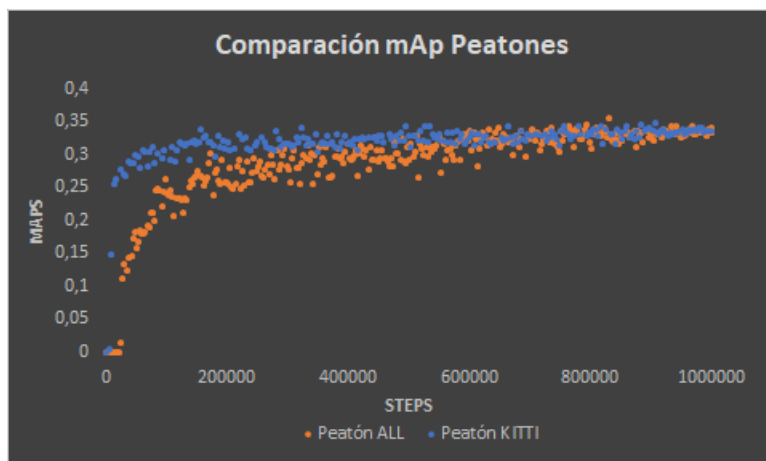 Comparación mAp Peatones
0,4
0,35
0,3
0,25
0,2
0,15
0,1
0,05
0
MAPS
0 200000 400000 600000 800000 1000000
STEPS
Peatón ALL Peatón KITTI